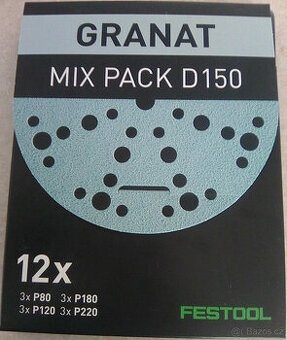 GRANAT
MIX PACK D150
12x
3x P80 3x P180
3x P120 3x P220
FESTOOL
© Bazos.cz